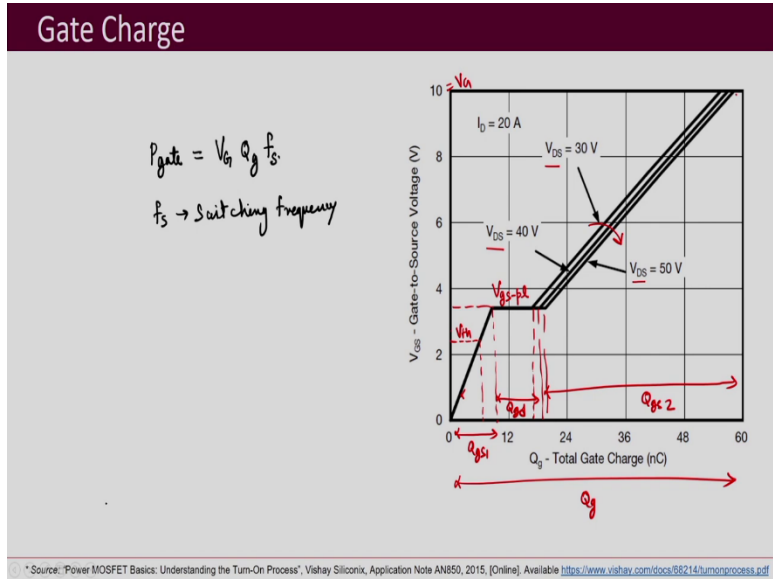 Gate Charge
Pgate = VG Qg fs.
fs → Switching frequency
VGS - Gate-to-Source Voltage (V)
10
8
6
4
2
0
= VG
ID = 20 A
VDS = 30 V
VDS = 40 V
VDS = 50 V
Vgs-pl
Vth
Qgd
Qgs2
0 12 24 36 48 60
Qgs1
Qg - Total Gate Charge (nC)
Qg
* Source: "Power MOSFET Basics: Understanding the Turn-On Process", Vishay Siliconix, Application Note AN850, 2015, [Online]. Available https://www.vishay.com/docs/68214/turnonprocess.pdf